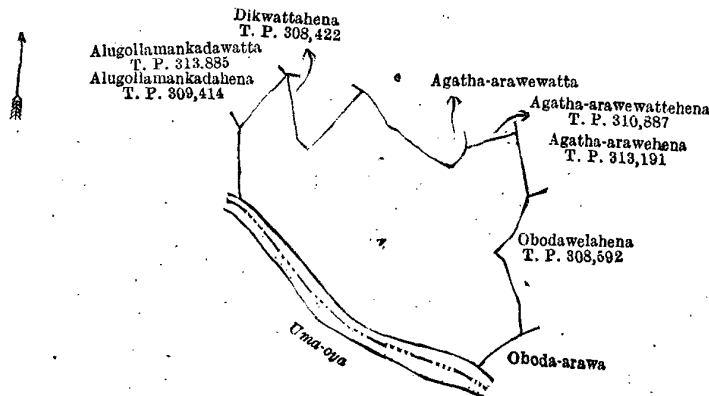 Dikwattahena
T. P. 308,422
Alugollamankadawatta
T. P. 313.885
Alugollamankadahena
T. P. 309,414
Agatha-arawewatta
Agatha-arawewattehena
T. P. 310,887
Agatha-arawehena
T. P. 313,191
Obodawelahena
T. P. 308,592
Uma-oya
Oboda-arawa